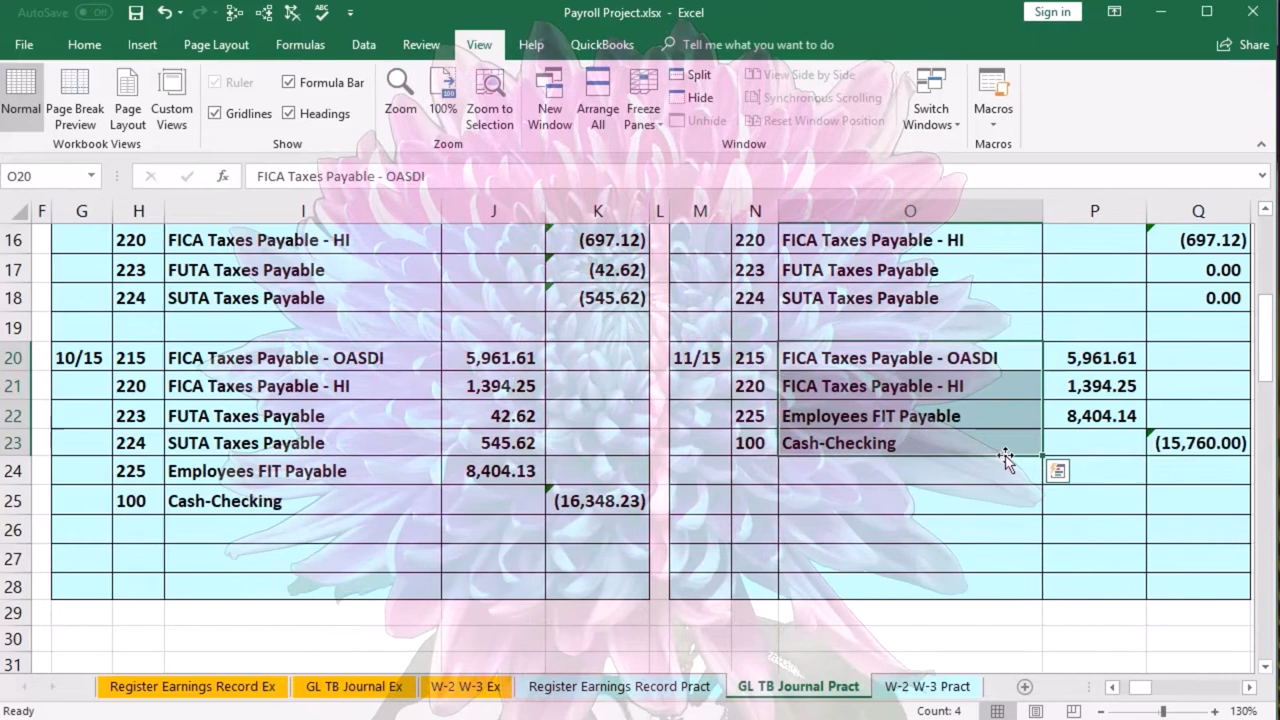 AutoSave Off Payroll Project.xlsx - Excel Sign in
File Home Insert Page Layout Formulas Data Review View Help QuickBooks Tell me what you want to do Share
Normal Page Break Preview Page Layout Custom Views
Ruler Formula Bar
Gridlines Headings
Zoom 100% Zoom to Selection
New Window Arrange All Freeze Panes
Split
Hide
Unhide
View Side by Side
Synchronous Scrolling
Reset Window Position
Switch Windows Macros
Workbook Views Show Zoom Window Macros
O20 fx FICA Taxes Payable - OASDI
F G H I J K L M N O P Q
16 220 FICA Taxes Payable - HI (697.12) 220 FICA Taxes Payable - HI (697.12)
17 223 FUTA Taxes Payable (42.62) 223 FUTA Taxes Payable 0.00
18 224 SUTA Taxes Payable (545.62) 224 SUTA Taxes Payable 0.00
19
20 10/15 215 FICA Taxes Payable - OASDI 5,961.61 11/15 215 FICA Taxes Payable - OASDI 5,961.61
21 220 FICA Taxes Payable - HI 1,394.25 220 FICA Taxes Payable - HI 1,394.25
22 223 FUTA Taxes Payable 42.62 225 Employees FIT Payable 8,404.14
23 224 SUTA Taxes Payable 545.62 100 Cash-Checking (15,760.00)
24 225 Employees FIT Payable 8,404.13
25 100 Cash-Checking (16,348.23)
26
27
28
29
30
31
Register Earnings Record Ex GL TB Journal Ex W-2 W-3 Ex Register Earnings Record Pract GL TB Journal Pract W-2 W-3 Pract
Ready Count: 4 130%